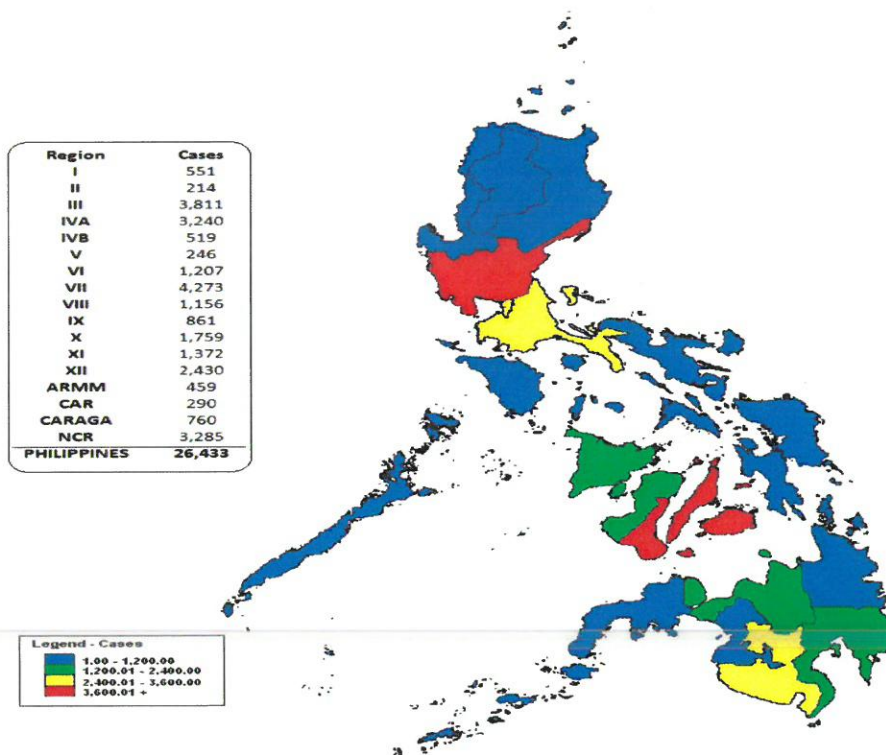 Region Cases
I 551
II 214
III 3,811
IVA 3,240
IVB 519
V 246
VI 1,207
VII 4,273
VIII 1,156
IX 861
X 1,759
XI 1,372
XII 2,430
ARMM 459
CAR 290
CARAGA 760
NCR 3,285
PHILIPPINES 26,433
Legend - Cases
1.00 - 1,200.00
1,200.01 - 2,400.00
2,400.01 - 3,600.00
3,600.01 +